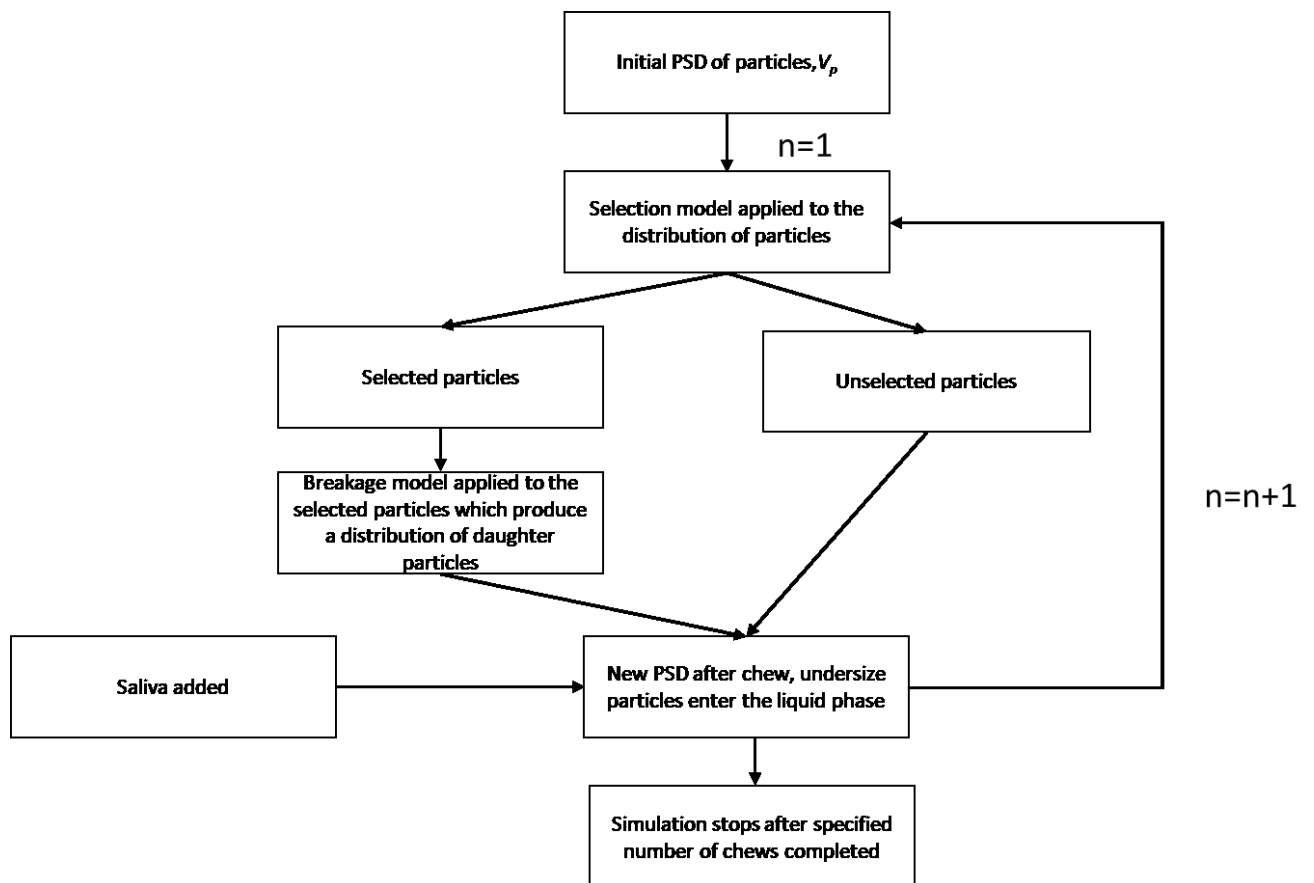 Initial PSD of particles,Vp
n=1
Selection model applied to the
distribution of particles
Selected particles
Unselected particles
Breakage model applied to the
selected particles which produce
a distribution of daughter
particles
n=n+1
Saliva added
New PSD after chew, undersize
particles enter the liquid phase
Simulation stops after specified
number of chews completed